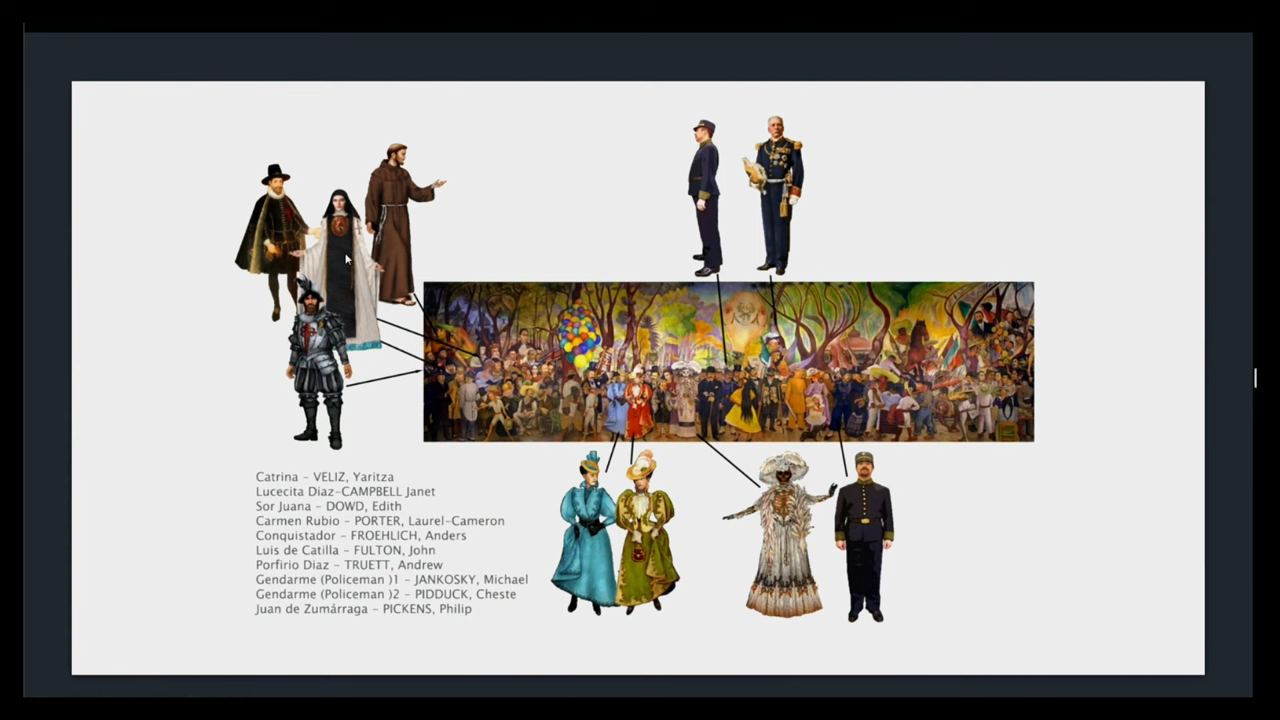 Catrina – VELIZ, Yaritza
Lucecita Diaz–CAMPBELL Janet
Sor Juana – DOWD, Edith
Carmen Rubio – PORTER, Laurel–Cameron
Conquistador – FROEHLICH, Anders
Luis de Catilla – FULTON, John
Porfirio Diaz – TRUETT, Andrew
Gendarme (Policeman )1 – JANKOSKY, Michael
Gendarme (Policeman )2 – PIDDUCK, Cheste
Juan de Zumárraga – PICKENS, Philip